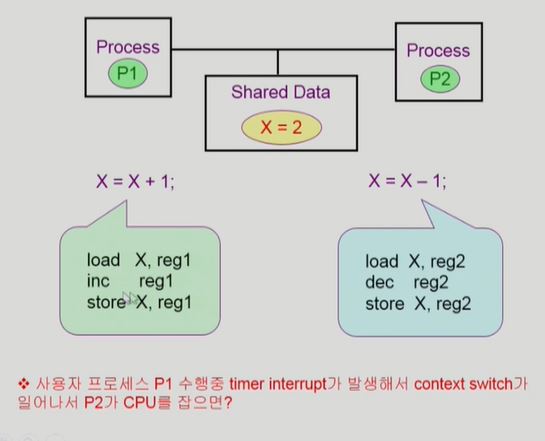 Process
P1
Process
P2
Shared Data
X = 2
X = X + 1;
X = X – 1;
load X, reg1
inc reg1
store X, reg1
load X, reg2
dec reg2
store X, reg2
❖ 사용자 프로세스 P1 수행중 timer interrupt가 발생해서 context switch가
일어나서 P2가 CPU를 잡으면?